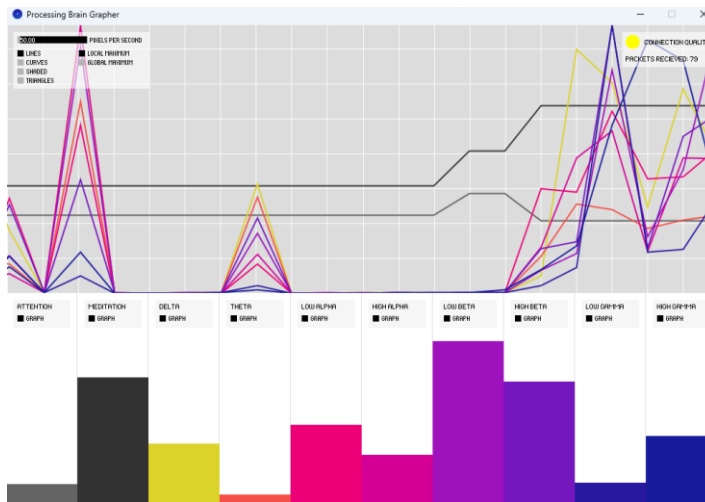 Processing Brain Grapher
50.00 PIXELS PER SECOND
LINES
LOCAL MAXIMUM
CURVES
GLOBAL MAXIMUM
SHADED
TRIANGLES
CONNECTION QUALIT
PACKETS RECIEVED: 79
ATTENTION MEDITATION DELTA THETA LOW ALPHA HIGH ALPHA LOW BETA HIGH BETA LOW GAMMA HIGH GAMMA
GRAPH GRAPH GRAPH GRAPH GRAPH GRAPH GRAPH GRAPH GRAPH GRAPH